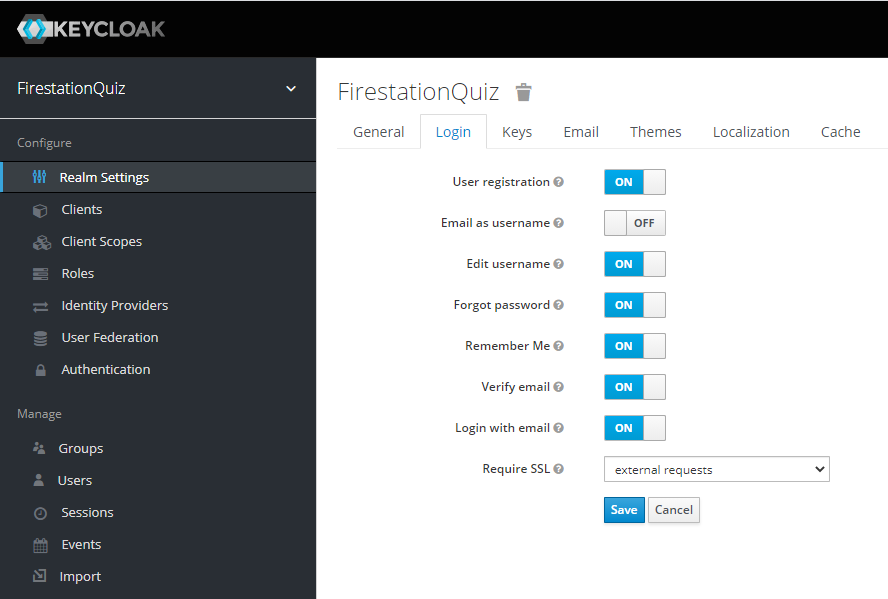 KEYCLOAK
FirestationQuiz
Configure
Realm Settings
Clients
Client Scopes
Roles
Identity Providers
User Federation
Authentication
Manage
Groups
Users
Sessions
Events
Import
FirestationQuiz
General Login Keys Email Themes Localization Cache
User registration ? ON
Email as username ? OFF
Edit username ? ON
Forgot password ? ON
Remember Me ? ON
Verify email ? ON
Login with email ? ON
Require SSL ? external requests
Save Cancel